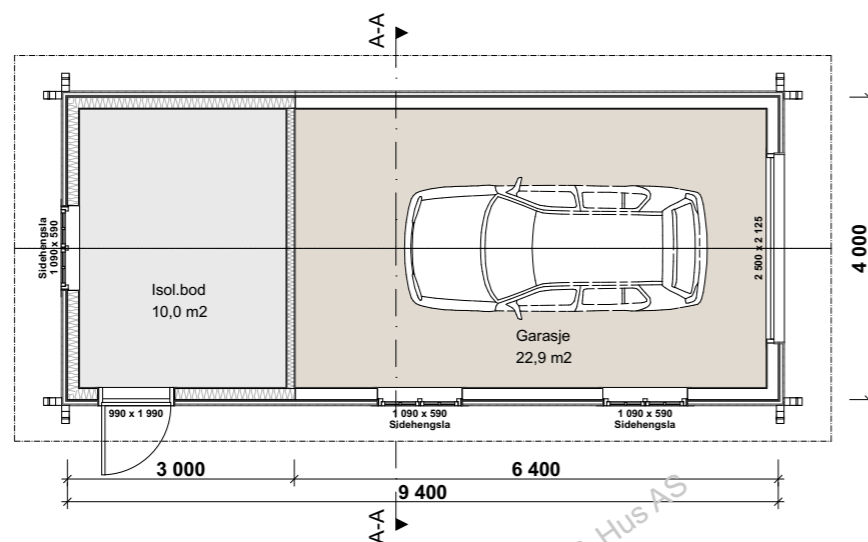 A-A
Sidehengsla
1 090 x 590
Isol.bod
10,0 m2
Garasje
22,9 m2
2 500 x 2 125
4 000
990 x 1 990
1 090 x 590
Sidehengsla
1 090 x 590
Sidehengsla
3 000
6 400
9 400
A-A
Hus AS